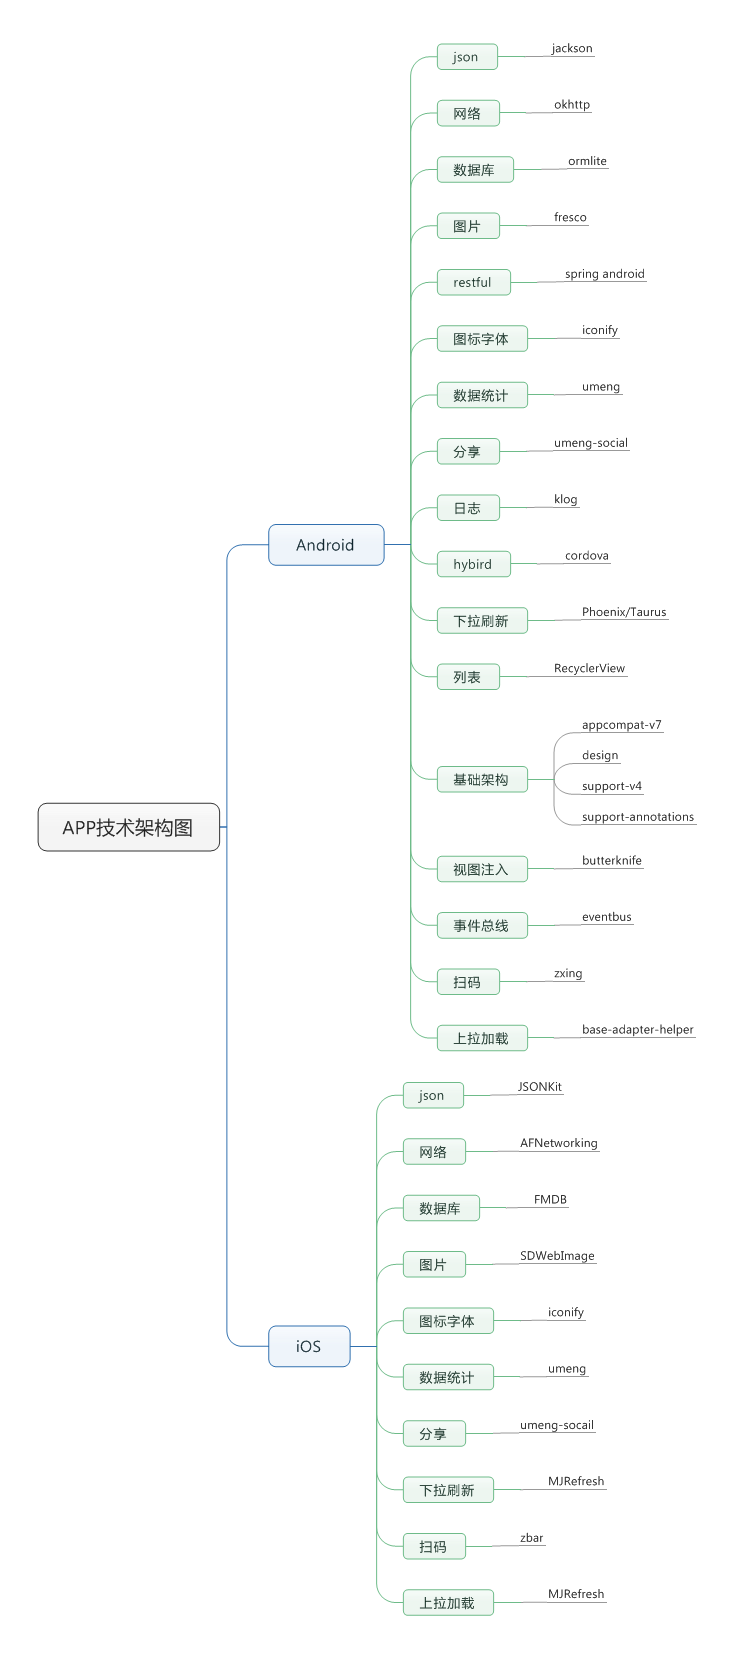 APP技术架构图
Android
json
jackson
网络
okhttp
数据库
ormlite
图片
fresco
restful
spring android
图标字体
iconify
数据统计
umeng
分享
umeng-social
日志
klog
hybird
cordova
下拉刷新
Phoenix/Taurus
列表
RecyclerView
基础架构
appcompat-v7
design
support-v4
support-annotations
视图注入
butterknife
事件总线
eventbus
扫码
zxing
上拉加载
base-adapter-helper
iOS
json
JSONKit
网络
AFNetworking
数据库
FMDB
图片
SDWebImage
图标字体
iconify
数据统计
umeng
分享
umeng-socail
下拉刷新
MJRefresh
扫码
zbar
上拉加载
MJRefresh